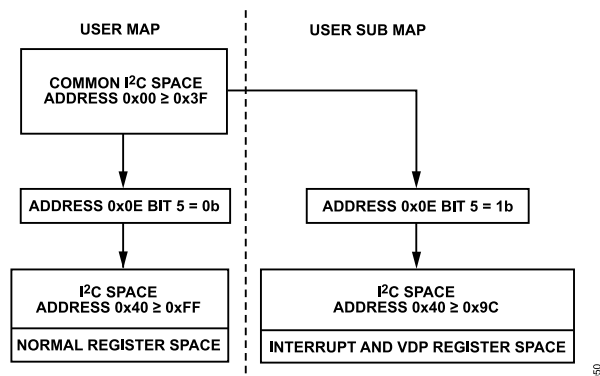 USER MAP
USER SUB MAP
COMMON I²C SPACE
ADDRESS 0x00 ≥ 0x3F
ADDRESS 0x0E BIT 5 = 0b
ADDRESS 0x0E BIT 5 = 1b
I²C SPACE
ADDRESS 0x40 ≥ 0xFF
NORMAL REGISTER SPACE
I²C SPACE
ADDRESS 0x40 ≥ 0x9C
INTERRUPT AND VDP REGISTER SPACE